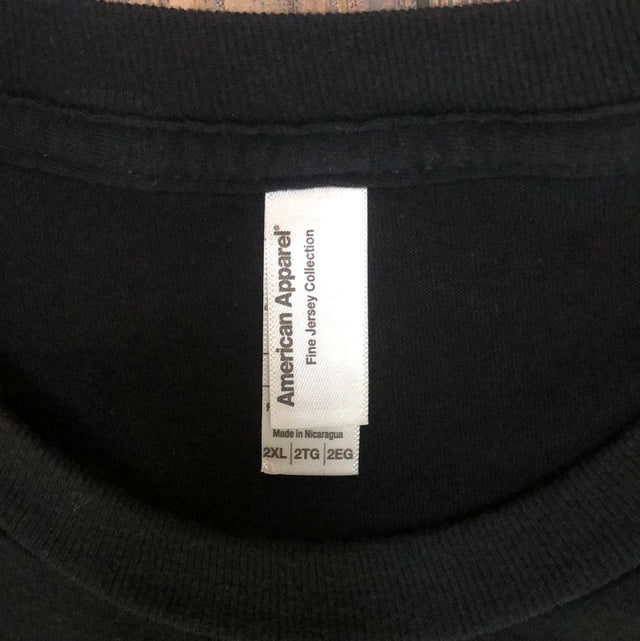 American Apparel®
Fine Jersey Collection
Made in Nicaragua
2XL | 2TG | 2EG